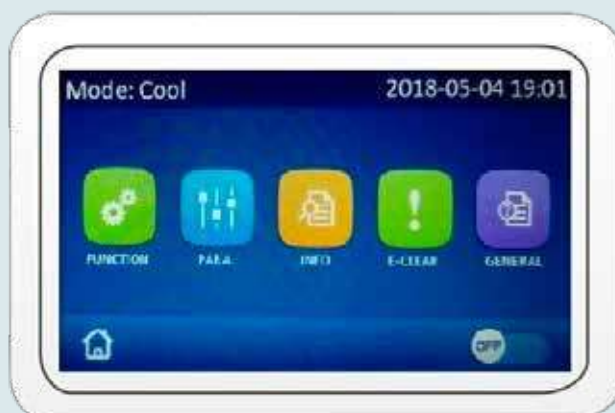 Mode: Cool 2018-05-04 19:01
FUNCTION PARA. INFO E-CLEAR GENERAL
OFF